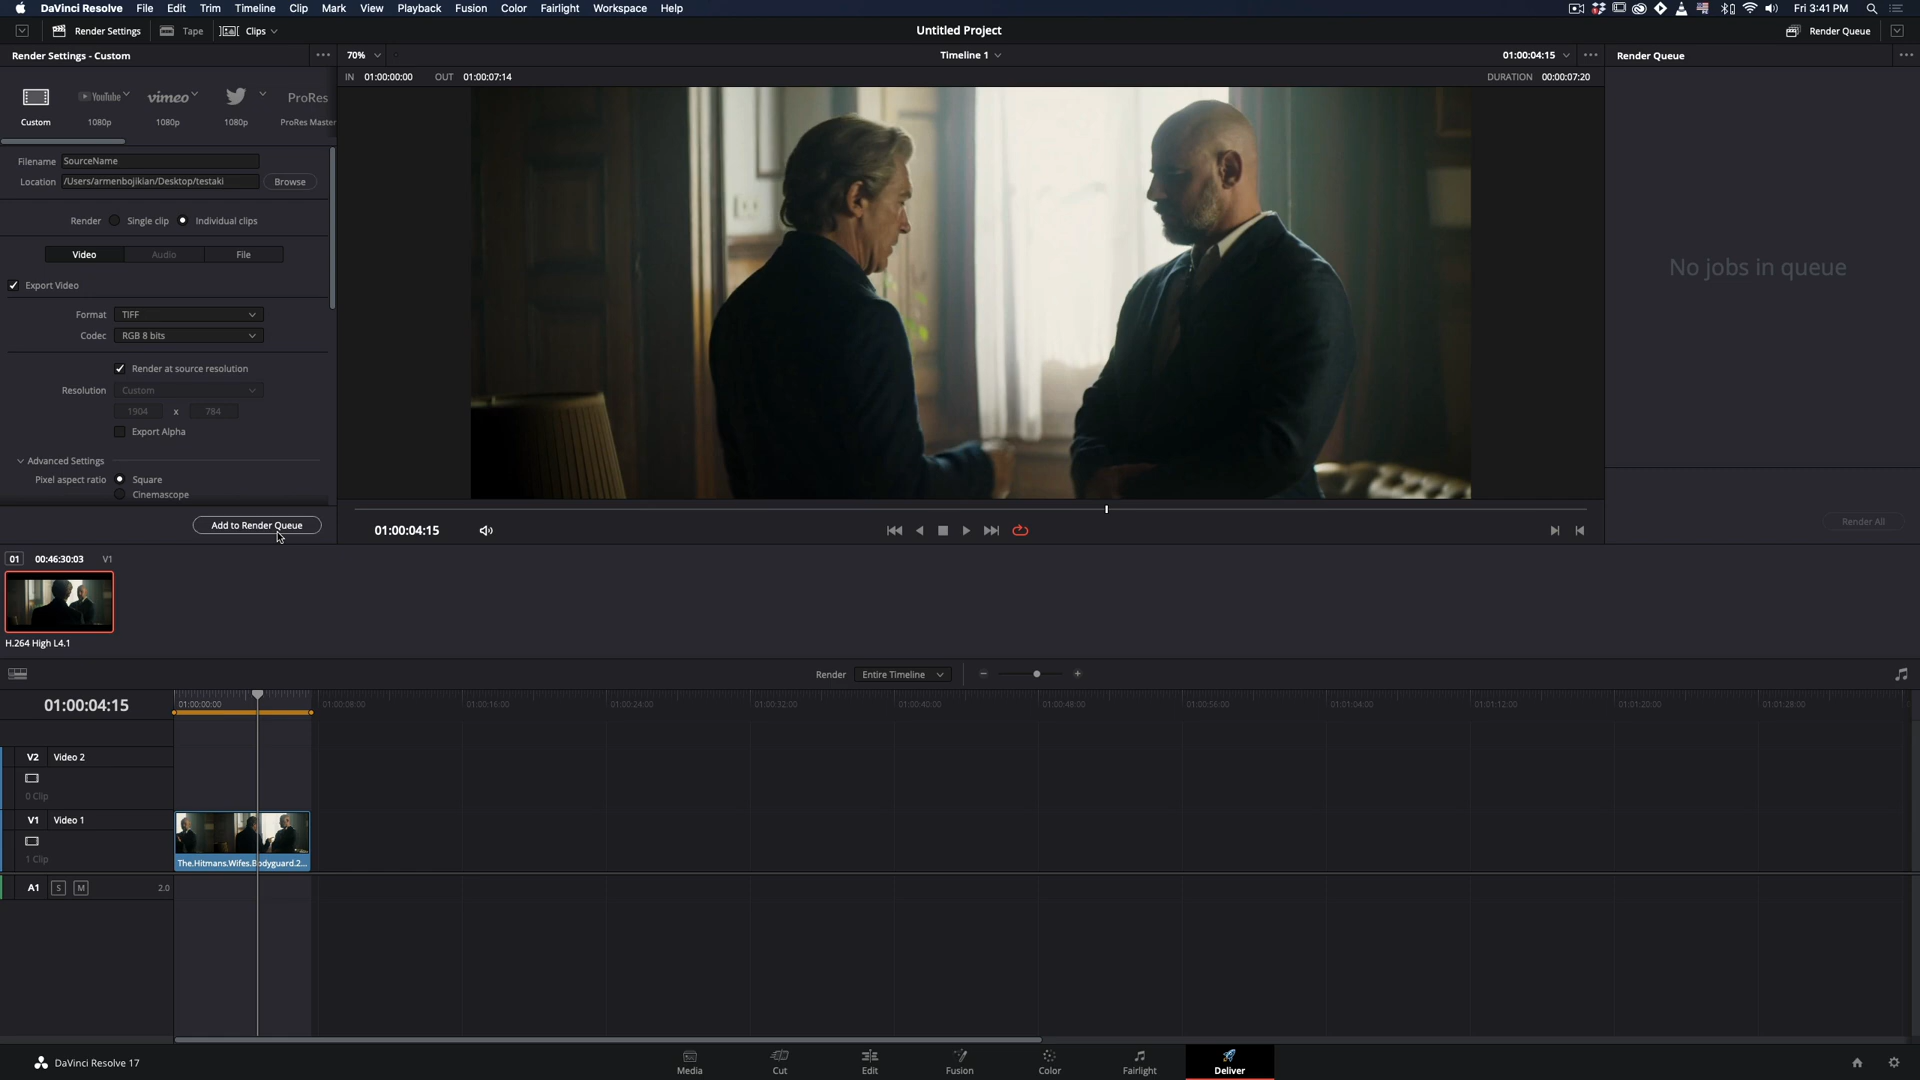 DaVinci Resolve File Edit Trim Timeline Clip Mark View Playback Fusion Color Fairlight Workspace Help Fri 3:41 PM
Render Settings Tape Clips Untitled Project Render Queue
Render Settings - Custom 70% Timeline 1 01:00:04:15 Render Queue
IN 01:00:00:00 OUT 01:00:07:14 DURATION 00:00:07:20
YouTube vimeo ProRes
Custom 1080p 1080p 1080p ProRes Master
Filename SourceName
Location /Users/armenbojikian/Desktop/testaki Browse
Render Single clip Individual clips
Video Audio File
No jobs in queue
Export Video
Format TIFF
Codec RGB 8 bits
Render at source resolution
Resolution Custom
1904 x 784
Export Alpha
Advanced Settings
Pixel aspect ratio Square
Cinemascope
Add to Render Queue 01:00:04:15 Render All
01 00:46:30:03 V1
H.264 High L4.1
Render Entire Timeline
01:00:04:15 01:00:00:00 01:00:08:00 01:00:16:00 01:00:24:00 01:00:32:00 01:00:40:00 01:00:48:00 01:00:56:00 01:01:04:00 01:01:12:00 01:01:20:00 01:01:28:00
V2 Video 2
0 Clip
V1 Video 1
1 Clip
The.Hitmans.Wifes.Bodyguard.2...
A1 S M 2.0
DaVinci Resolve 17 Media Cut Edit Fusion Color Fairlight Deliver